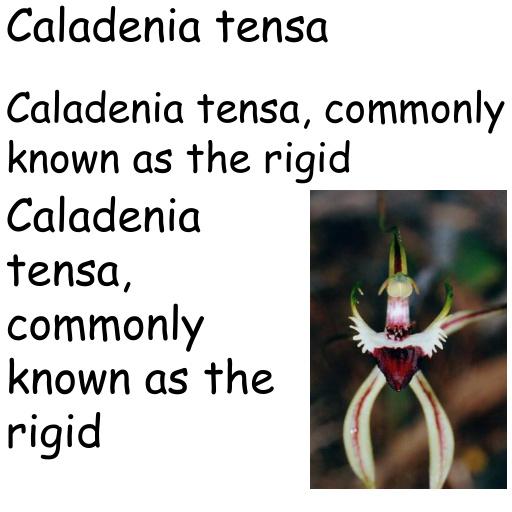 Caladenia tensa
Caladenia tensa, commonly
known as the rigid
Caladenia
tensa,
commonly
known as the
rigid